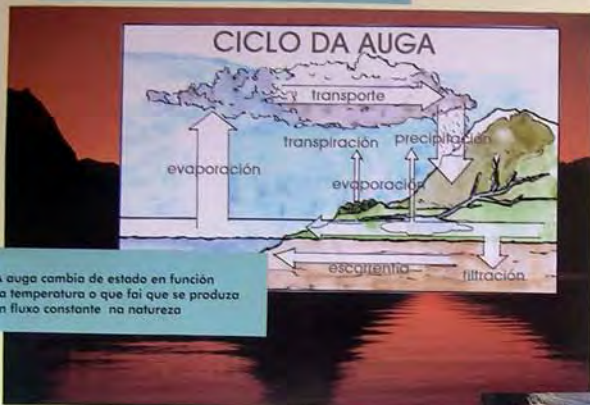 CICLO DA AUGA
transporte
transpiración
precipitación
evaporación
evaporación
escorrentía
filtración
auga cambia de estado en función
temperatura o que fai que se produza
fluxo constante na natureza